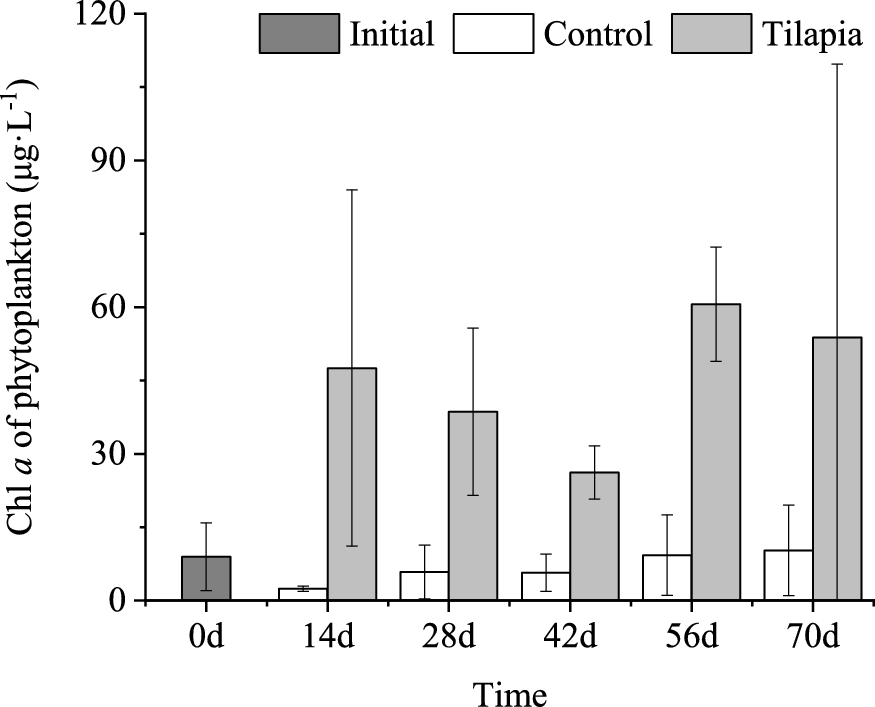 Initial Control Tilapia
Chl a of phytoplankton (μg·L⁻¹)
120
90
60
30
0
0d 14d 28d 42d 56d 70d
Time